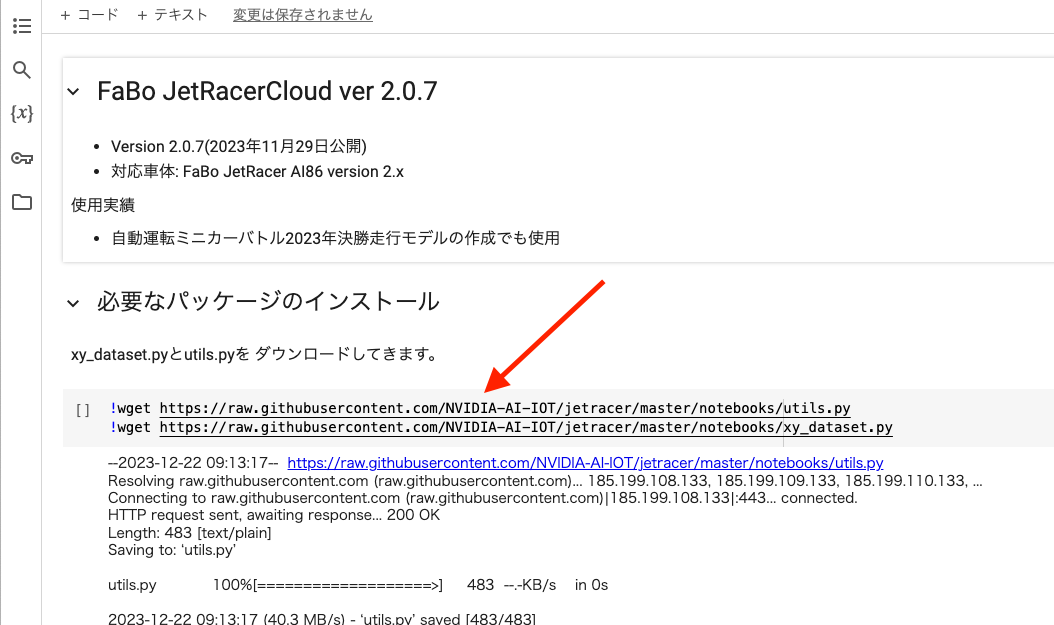 + コード + テキスト 変更は保存されません
FaBo JetRacerCloud ver 2.0.7
• Version 2.0.7(2023年11月29日公開)
• 対応車体: FaBo JetRacer AI86 version 2.x
使用実績
• 自動運転ミニカーバトル2023年決勝走行モデルの作成でも使用
必要なパッケージのインストール
xy_dataset.pyとutils.pyを ダウンロードしてきます。
[ ] !wget https://raw.githubusercontent.com/NVIDIA-AI-IOT/jetracer/master/notebooks/utils.py
!wget https://raw.githubusercontent.com/NVIDIA-AI-IOT/jetracer/master/notebooks/xy_dataset.py
--2023-12-22 09:13:17-- https://raw.githubusercontent.com/NVIDIA-AI-IOT/jetracer/master/notebooks/utils.py
Resolving raw.githubusercontent.com (raw.githubusercontent.com)... 185.199.108.133, 185.199.109.133, 185.199.110.133, ...
Connecting to raw.githubusercontent.com (raw.githubusercontent.com)|185.199.108.133|:443... connected.
HTTP request sent, awaiting response... 200 OK
Length: 483 [text/plain]
Saving to: ‘utils.py’
utils.py 100%[===================>] 483 --.-KB/s in 0s
2023-12-22 09:13:17 (40.3 MB/s) - ‘utils.py’ saved [483/483]
{x}